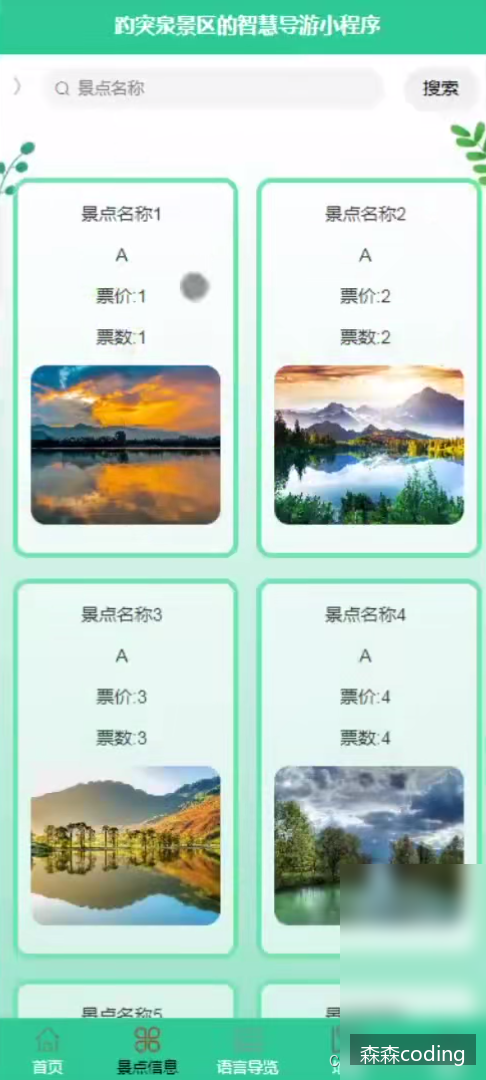 趵突泉景区的智慧导游小程序
景点名称
搜索
景点名称1
A
票价:1
票数:1
景点名称2
A
票价:2
票数:2
景点名称3
A
票价:3
票数:3
景点名称4
A
票价:4
票数:4
景点名称5
首页
景点信息
语言导览
森森coding